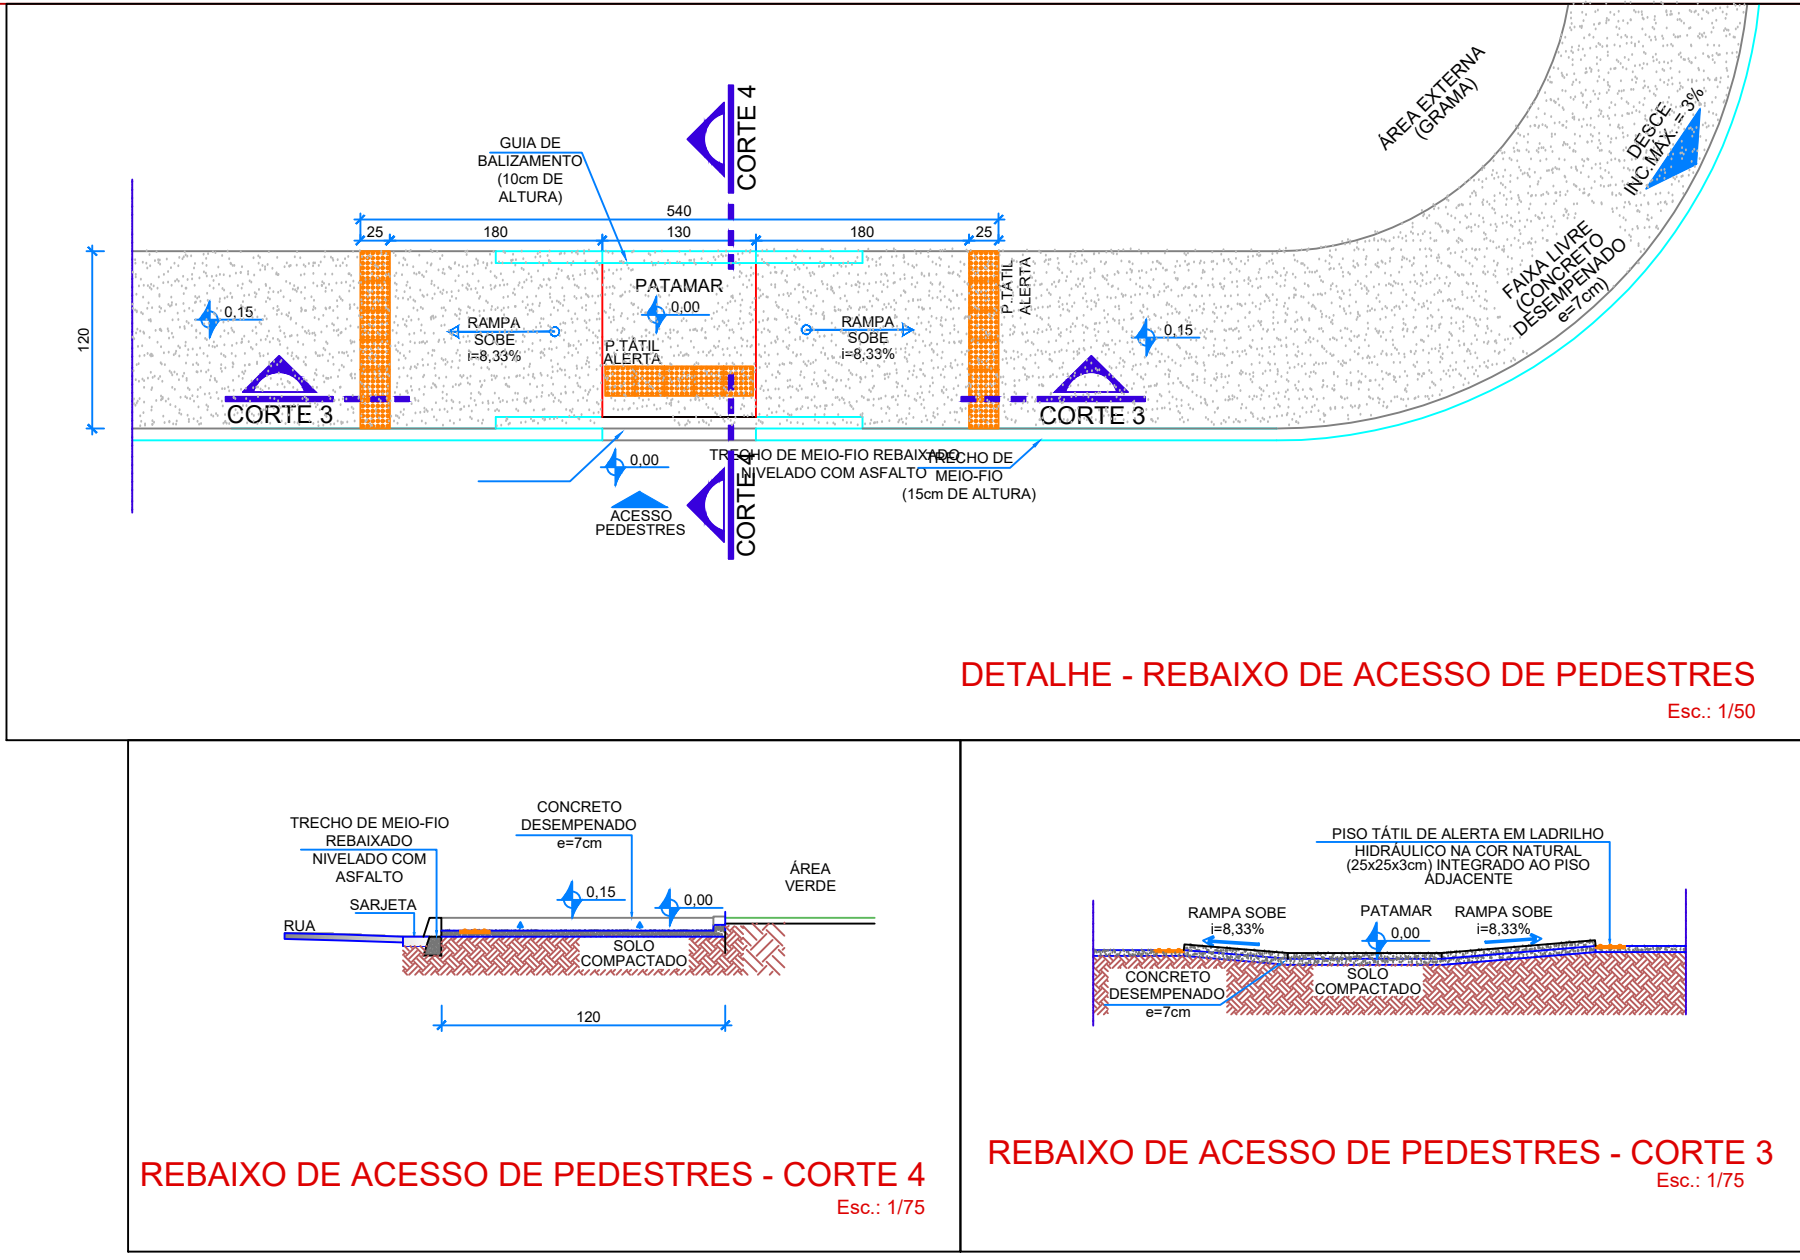 CORTE 4
GUIA DE
BALIZAMENTO
(10cm DE
ALTURA)
540
25
180
130
180
25
120
0,15
RAMPA
SOBE
i=8,33%
PATAMAR
0,00
P.TÁTIL
ALERTA
RAMPA
SOBE
i=8,33%
P.TÁTIL
ALERTA
0,15
CORTE 3
CORTE 3
ÁREA EXTERNA
(GRAMA)
DESCE
INC.MÁX. = 3%
FAIXA LIVRE
(CONCRETO
DESEMPENADO
e=7cm)
0,00
TRECHO DE MEIO-FIO REBAIXADO
NIVELADO COM ASFALTO
TRECHO DE
MEIO-FIO
(15cm DE ALTURA)
ACESSO
PEDESTRES
CORTE 4
DETALHE - REBAIXO DE ACESSO DE PEDESTRES
Esc.: 1/50
TRECHO DE MEIO-FIO
REBAIXADO
NIVELADO COM
ASFALTO
SARJETA
RUA
CONCRETO
DESEMPENADO
e=7cm
0,15
0,00
ÁREA
VERDE
SOLO
COMPACTADO
120
REBAIXO DE ACESSO DE PEDESTRES - CORTE 4
Esc.: 1/75
PISO TÁTIL DE ALERTA EM LADRILHO
HIDRÁULICO NA COR NATURAL
(25x25x3cm) INTEGRADO AO PISO
ADJACENTE
RAMPA SOBE
i=8,33%
PATAMAR
0,00
RAMPA SOBE
i=8,33%
CONCRETO
DESEMPENADO
e=7cm
SOLO
COMPACTADO
REBAIXO DE ACESSO DE PEDESTRES - CORTE 3
Esc.: 1/75